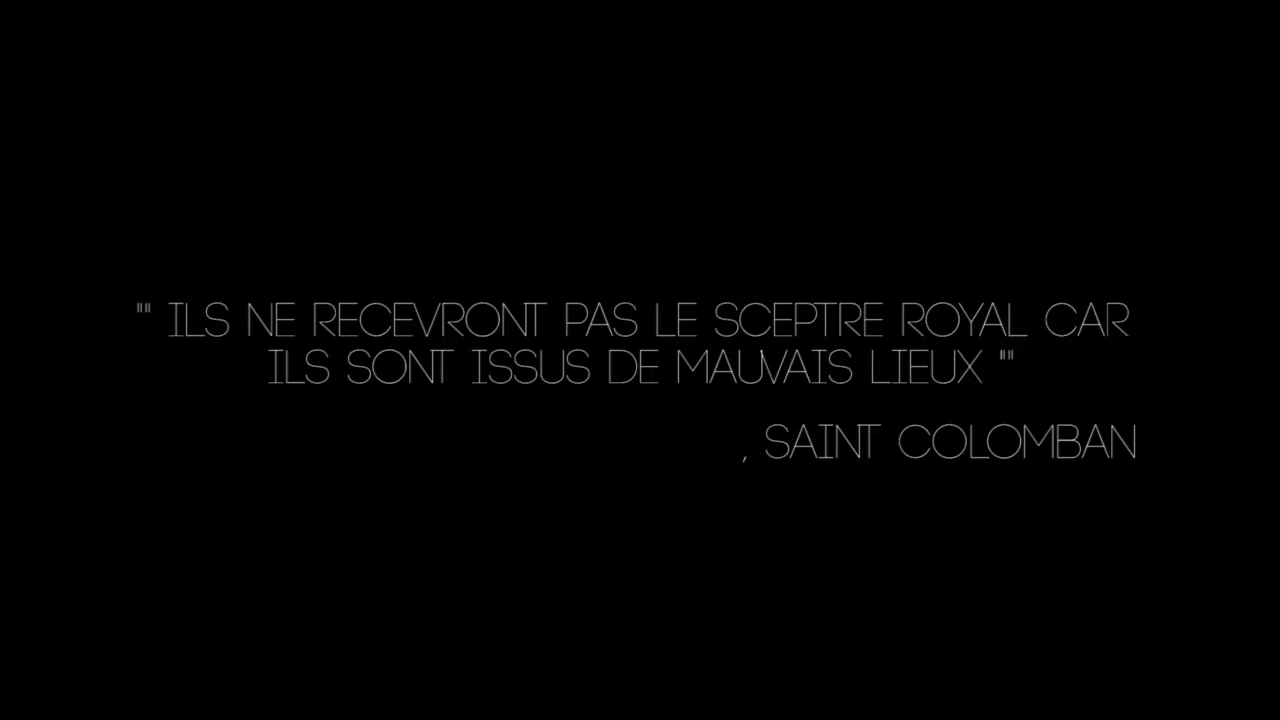 "" ILS NE RECEVRONT PAS LE SCEPTRE ROYAL CAR
ILS SONT ISSUS DE MAUVAIS LIEUX ""
, SAINT COLOMBAN